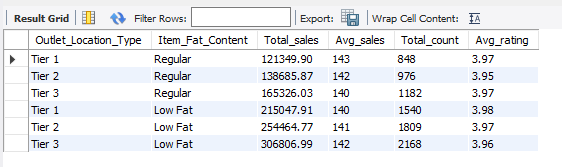 Result Grid Filter Rows: Export: Wrap Cell Content:
Outlet_Location_Type Item_Fat_Content Total_sales Avg_sales Total_count Avg_rating
Tier 1 Regular 121349.90 143 848 3.97
Tier 2 Regular 138685.87 142 976 3.95
Tier 3 Regular 165326.03 140 1182 3.97
Tier 1 Low Fat 215047.91 140 1540 3.98
Tier 2 Low Fat 254464.77 141 1809 3.97
Tier 3 Low Fat 306806.99 142 2168 3.96